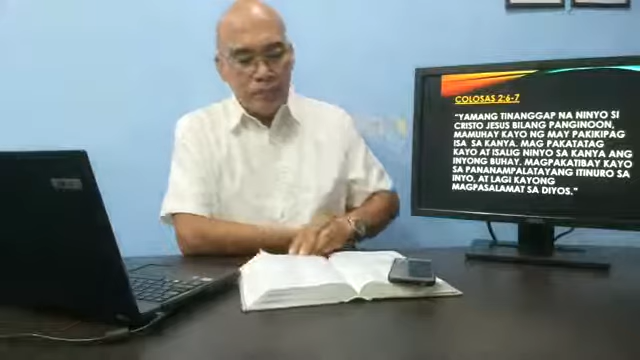 COLOSAS 2:6-7
"YAMANG TINANGGAP NA NINYO SI
CRISTO JESUS BILANG PANGINOON,
MAMUHAY KAYO NG MAY PAKIKIPAG
ISA SA KANYA. MAG PAKATATAG
KAYO AT ISALIG NINYO SA KANYA ANG
INYONG BUHAY. MAGPAKATIBAY KAYO
SA PANANAMPALATAYANG ITINURO SA
INYO, AT LAGI KAYONG
MAGPASALAMAT SA DIYOS."